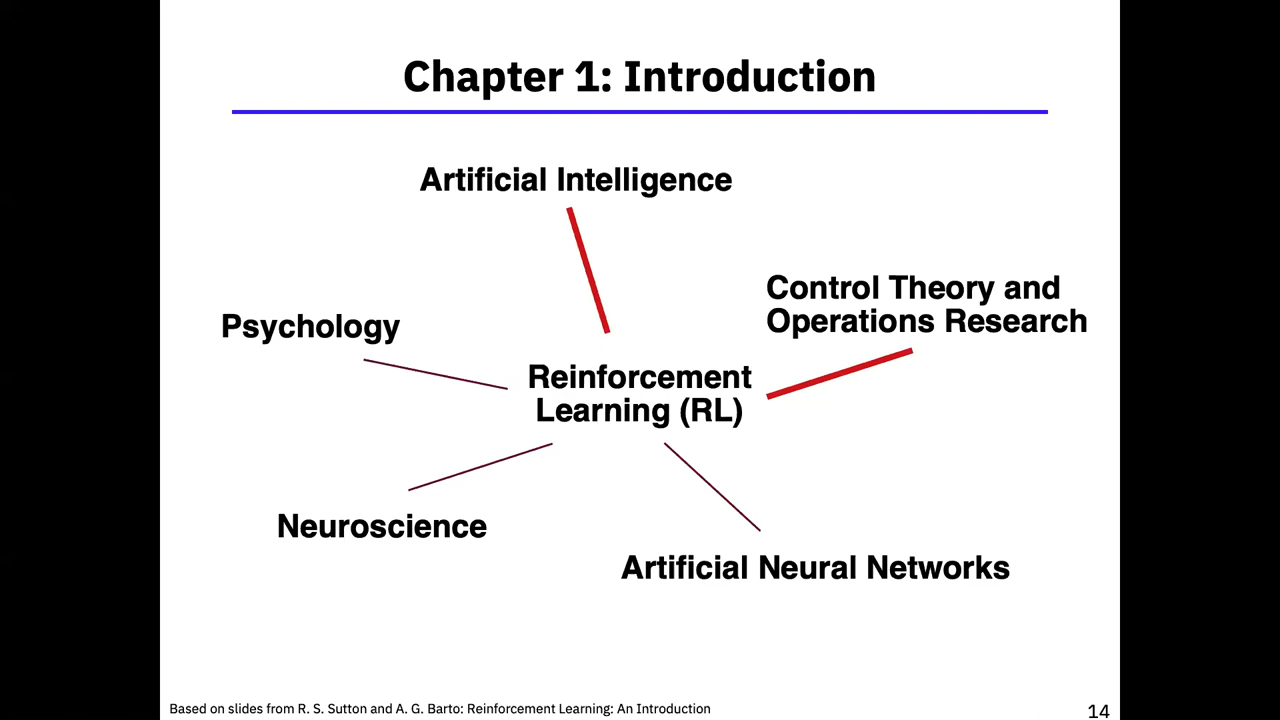 Chapter 1: Introduction
Artificial Intelligence
Control Theory and
Operations Research
Psychology
Reinforcement
Learning (RL)
Neuroscience
Artificial Neural Networks
Based on slides from R. S. Sutton and A. G. Barto: Reinforcement Learning: An Introduction
14